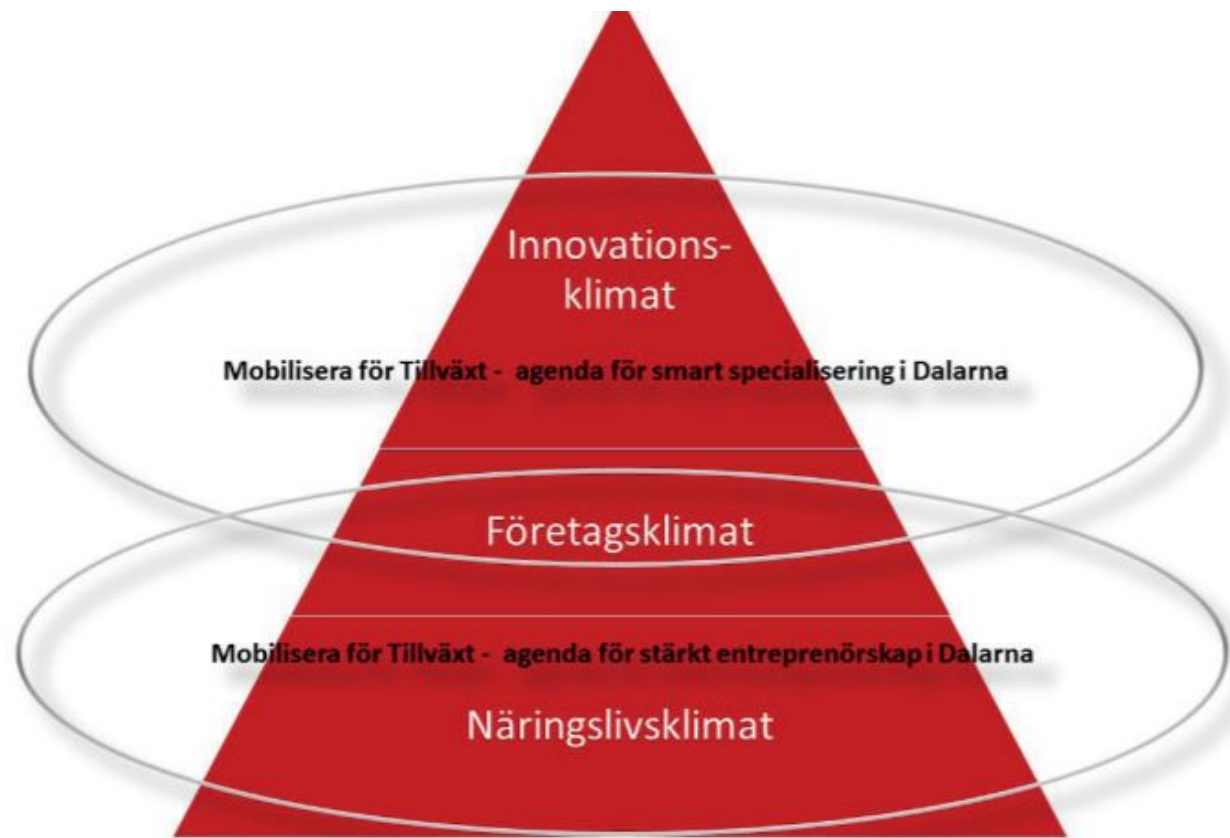 Innovations-
klimat
Mobilisera för Tillväxt - agenda för smart specialisering i Dalarna
Företagsklimat
Mobilisera för Tillväxt - agenda för stärkt entreprenörskap i Dalarna
Näringslivsklimat